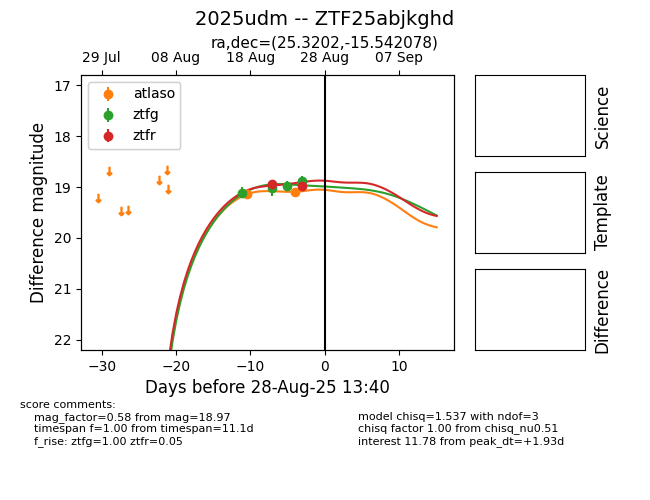 2025udm -- ZTF25abjkghd
ra,dec=(25.3202,-15.542078)
29 Jul 08 Aug 18 Aug 28 Aug 07 Sep
17
18
19
20
21
22
Difference magnitude
atlaso
ztfg
ztfr
−30 −20 −10 0 10
Days before 28-Aug-25 13:40
Science
Template
Difference
score comments:
mag_factor=0.58 from mag=18.97
timespan f=1.00 from timespan=11.1d
f_rise: ztfg=1.00 ztfr=0.05
model chisq=1.537 with ndof=3
chisq factor 1.00 from chisq_nu0.51
interest 11.78 from peak_dt=+1.93d